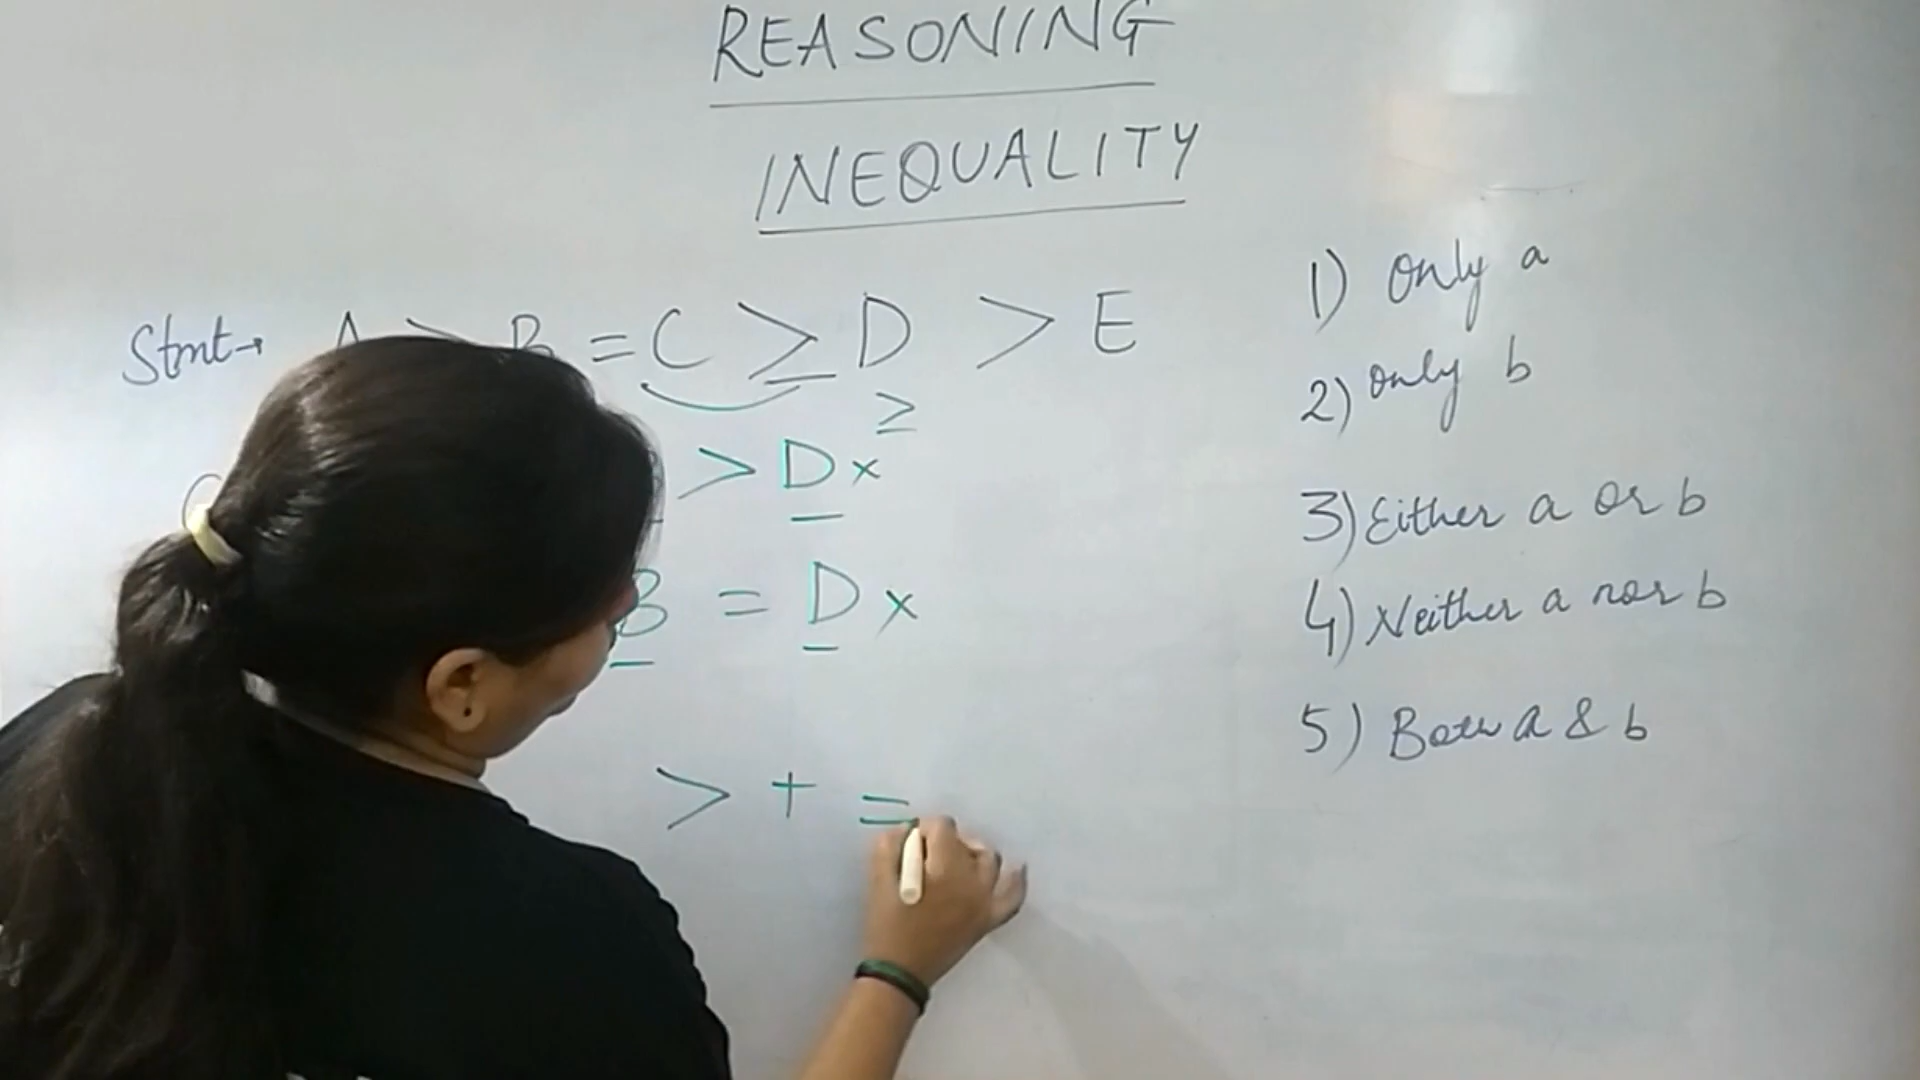 REASONING
INEQUALITY
Stmt→ A > B = C ≥ D > E
≥
> D x
B = D x
> + =
1) Only a
2) only b
3) Either a or b
4) Neither a nor b
5) Both a & b